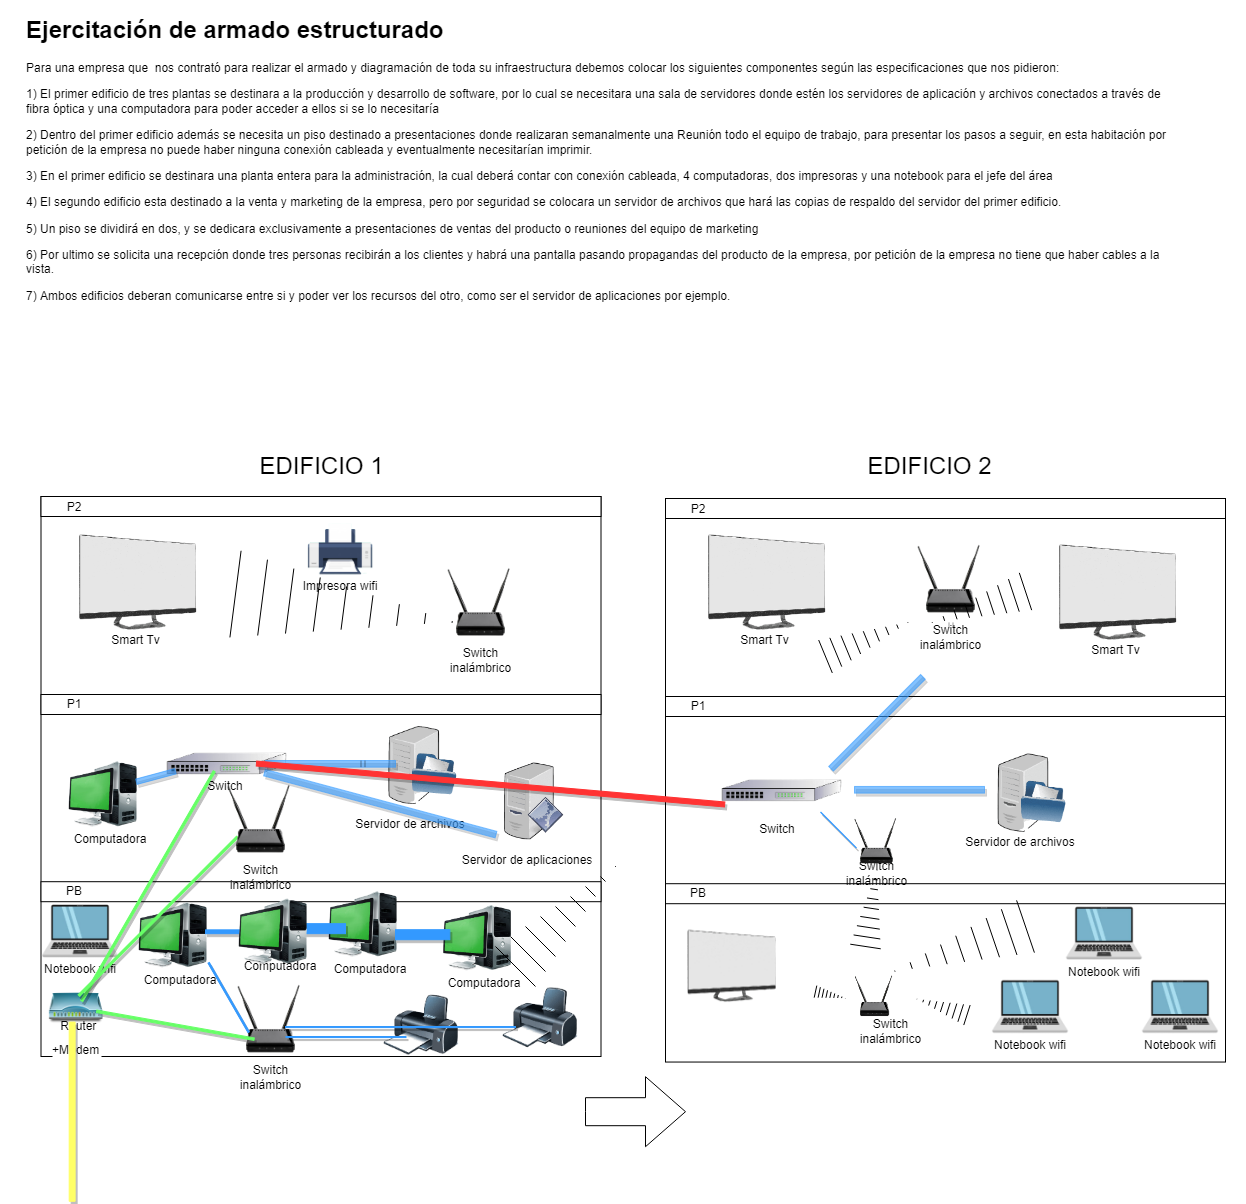 Ejercitación de armado estructurado
Para una empresa que  nos contrató para realizar el armado y diagramación de toda su infraestructura debemos colocar los siguientes componentes según las especificaciones que nos pidieron:
1) El primer edificio de tres plantas se destinara a la producción y desarrollo de software, por lo cual se necesitara una sala de servidores donde estén los servidores de aplicación y archivos conectados a través de
fibra óptica y una computadora para poder acceder a ellos si se lo necesitaría
2) Dentro del primer edificio además se necesita un piso destinado a presentaciones donde realizaran semanalmente una Reunión todo el equipo de trabajo, para presentar los pasos a seguir, en esta habitación por
petición de la empresa no puede haber ninguna conexión cableada y eventualmente necesitarían imprimir.
3) En el primer edificio se destinara una planta entera para la administración, la cual deberá contar con conexión cableada, 4 computadoras, dos impresoras y una notebook para el jefe del área
4) El segundo edificio esta destinado a la venta y marketing de la empresa, pero por seguridad se colocara un servidor de archivos que hará las copias de respaldo del servidor del primer edificio.
5) Un piso se dividirá en dos, y se dedicara exclusivamente a presentaciones de ventas del producto o reuniones del equipo de marketing
6) Por ultimo se solicita una recepción donde tres personas recibirán a los clientes y habrá una pantalla pasando propagandas del producto de la empresa, por petición de la empresa no tiene que haber cables a la
vista.
7) Ambos edificios deberan comunicarse entre si y poder ver los recursos del otro, como ser el servidor de aplicaciones por ejemplo.
EDIFICIO 1
P2
Smart Tv
Impresora wifi
Switch
inalámbrico
P1
Computadora
Switch
Switch
inalámbrico
Servidor de archivos
Servidor de aplicaciones
PB
Notebook wifi
Computadora
Computadora
Computadora
Computadora
Router
+Modem
Switch
inalámbrico
EDIFICIO 2
P2
Smart Tv
Switch
inalámbrico
Smart Tv
P1
Switch
Switch
inalámbrico
Servidor de archivos
PB
Switch
inalámbrico
Notebook wifi
Notebook wifi
Notebook wifi